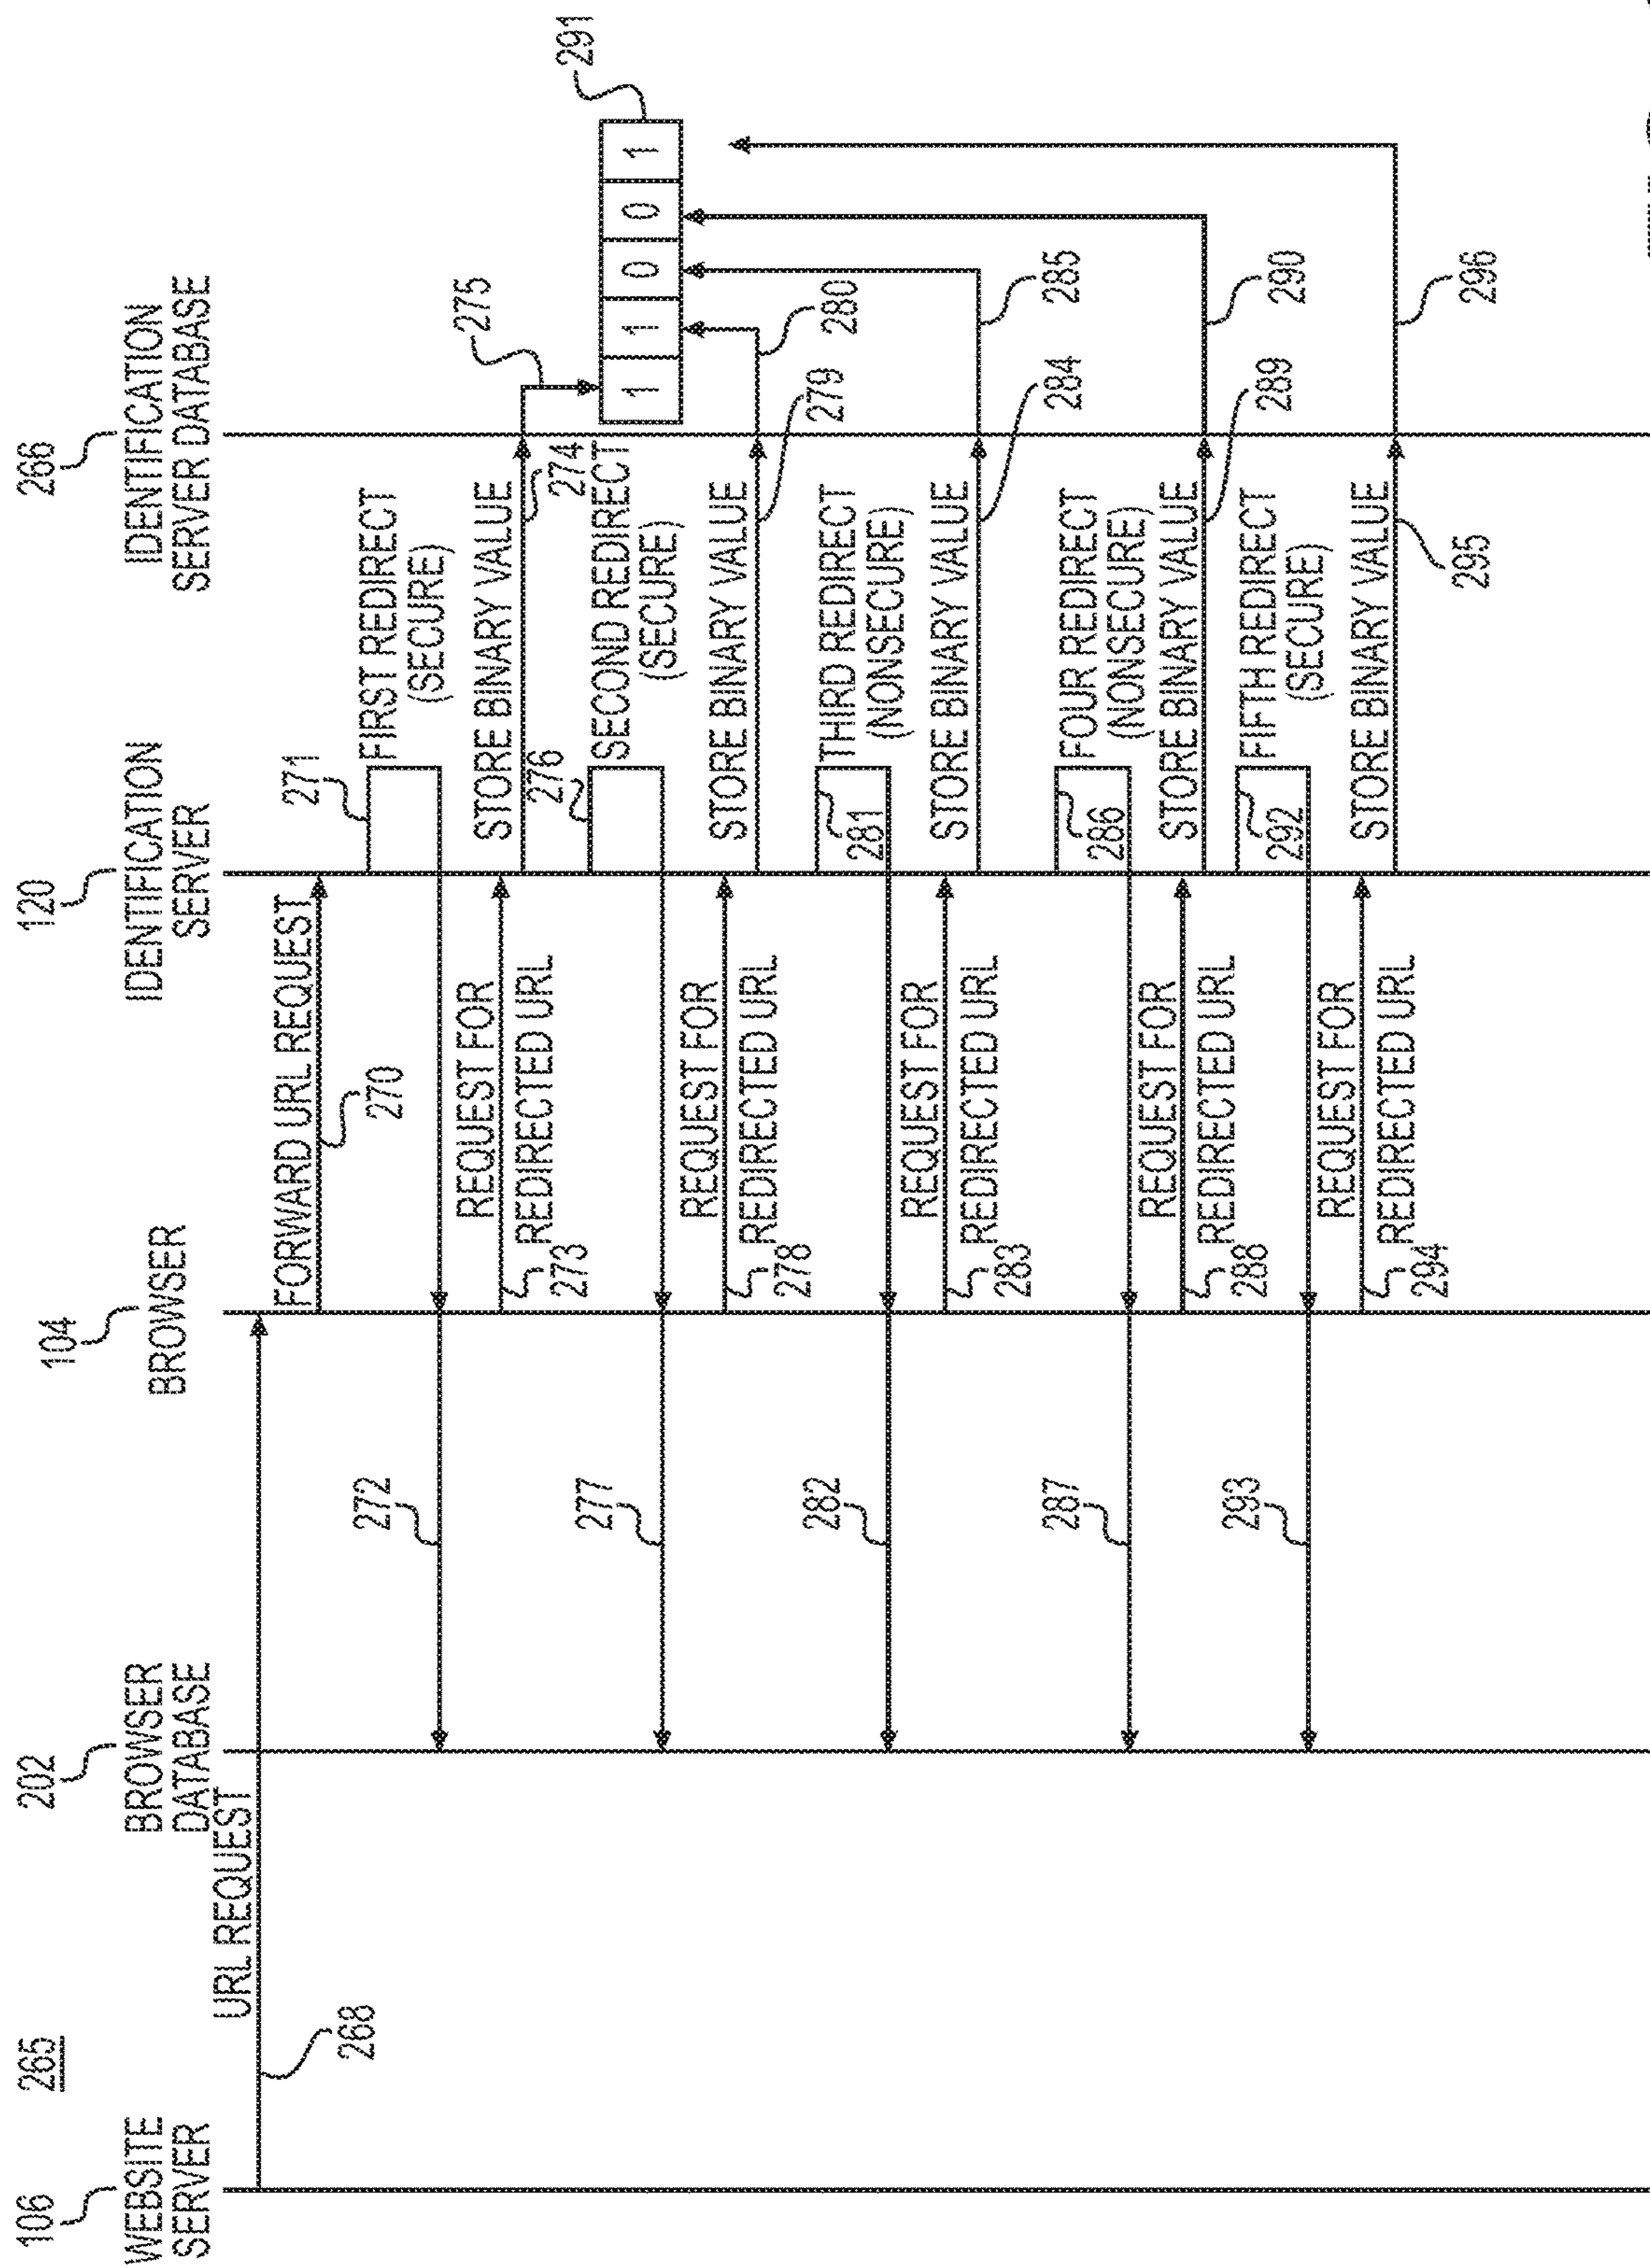 265
106
WEBSITE
SERVER
202
BROWSER
DATABASE
104
BROWSER
120
IDENTIFICATION
SERVER
266
IDENTIFICATION
SERVER DATABASE
URL REQUEST
268
FORWARD URL REQUEST
270
271
FIRST REDIRECT
(SECURE)
272
REQUEST FOR
REDIRECTED URL
273
STORE BINARY VALUE
274
275
1 1 0 0 1
291
276
SECOND REDIRECT
(SECURE)
277
REQUEST FOR
REDIRECTED URL
278
STORE BINARY VALUE
279
280
281
THIRD REDIRECT
(NONSECURE)
282
REQUEST FOR
REDIRECTED URL
283
STORE BINARY VALUE
284
285
286
FOUR REDIRECT
(NONSECURE)
287
REQUEST FOR
REDIRECTED URL
288
STORE BINARY VALUE
289
290
292
FIFTH REDIRECT
(SECURE)
293
REQUEST FOR
REDIRECTED URL
294
STORE BINARY VALUE
295
296